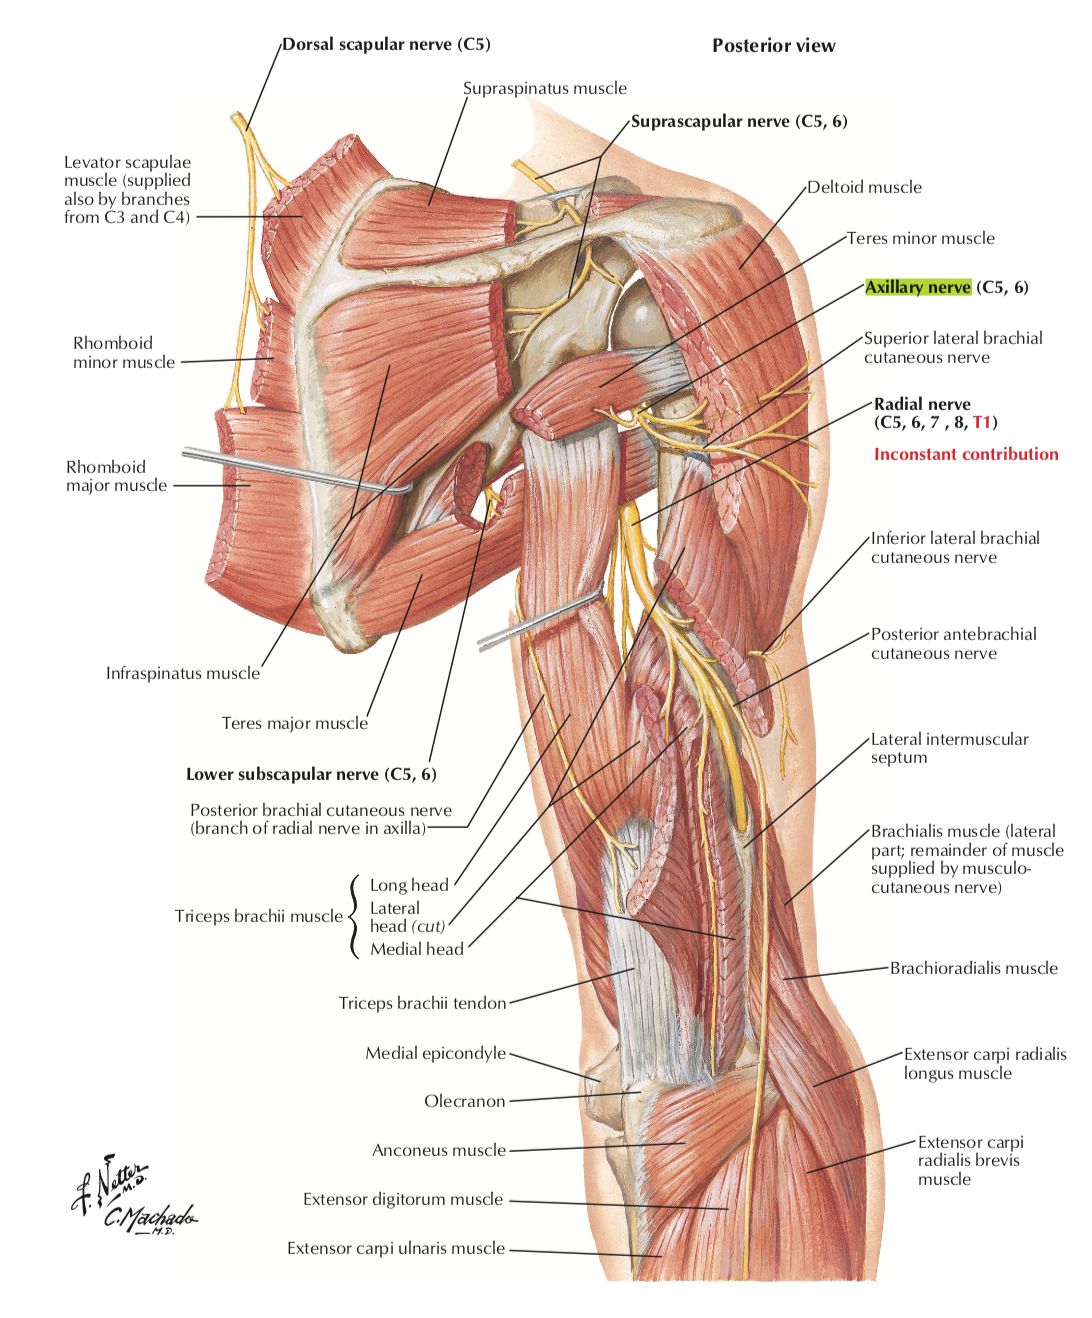 Dorsal scapular nerve (C5)
Posterior view
Supraspinatus muscle
Suprascapular nerve (C5, 6)
Levator scapulae
muscle (supplied
also by branches
from C3 and C4)
Deltoid muscle
Teres minor muscle
Axillary nerve (C5, 6)
Rhomboid
minor muscle
Superior lateral brachial
cutaneous nerve
Radial nerve
(C5, 6, 7 , 8, T1)
Inconstant contribution
Rhomboid
major muscle
Inferior lateral brachial
cutaneous nerve
Posterior antebrachial
cutaneous nerve
Infraspinatus muscle
Teres major muscle
Lower subscapular nerve (C5, 6)
Lateral intermuscular
septum
Posterior brachial cutaneous nerve
(branch of radial nerve in axilla)
Brachialis muscle (lateral
part; remainder of muscle
supplied by musculo-
cutaneous nerve)
Triceps brachii muscle
Long head
Lateral
head (cut)
Medial head
Brachioradialis muscle
Triceps brachii tendon
Medial epicondyle
Extensor carpi radialis
longus muscle
Olecranon
Anconeus muscle
Extensor carpi
radialis brevis
muscle
Extensor digitorum muscle
Extensor carpi ulnaris muscle
F. Netter
M.D.
C. Machado
M.D.